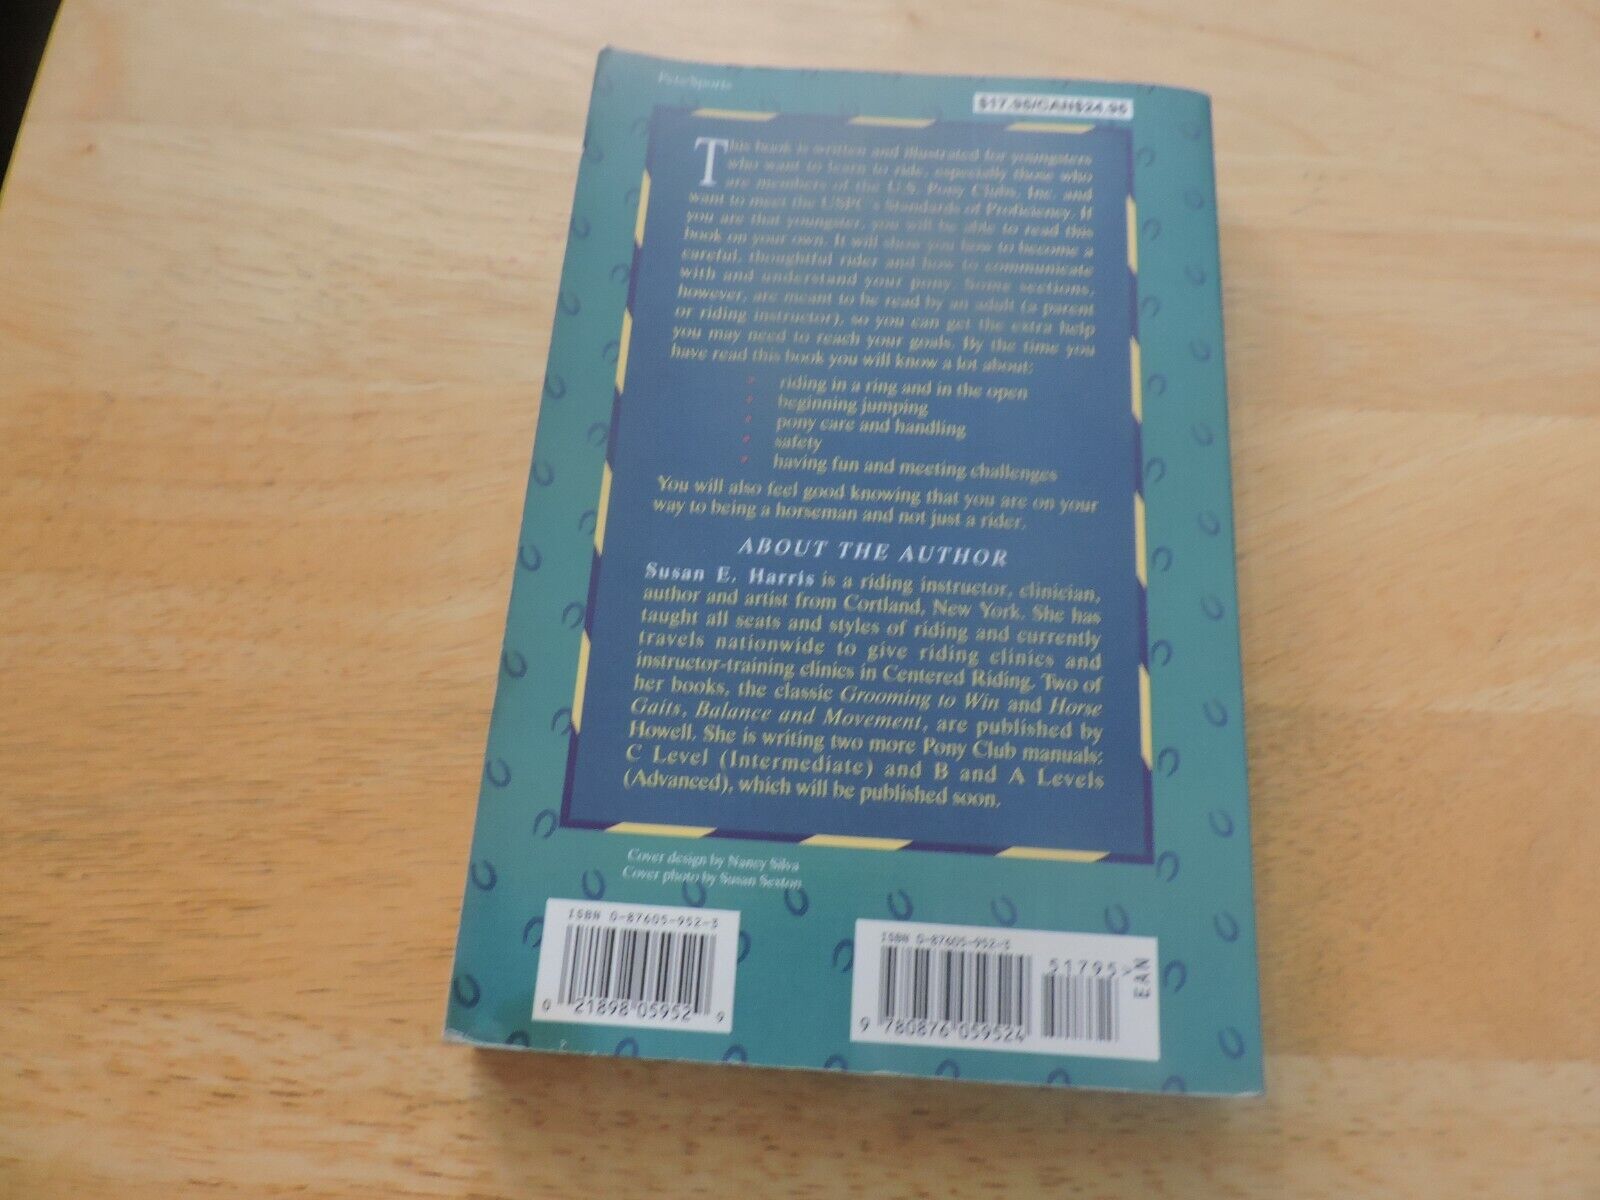 Pets/Sports
$17.95/CAN$24.95
This book is written and illustrated for youngsters
who want to learn to ride, especially those who
are members of the U.S. Pony Clubs, Inc. and
want to meet the USPC's Standards of Proficiency. If
you are that youngster, you will be able to read this
book on your own. It will show you how to become a
careful, thoughtful rider and how to communicate
with and understand your pony. Some sections,
however, are meant to be read by an adult (a parent
or riding instructor), so you can get the extra help
you may need to reach your goals. By the time you
have read this book you will know a lot about:
riding in a ring and in the open
beginning jumping
pony care and handling
safety
having fun and meeting challenges
You will also feel good knowing that you are on your
way to being a horseman and not just a rider.
ABOUT THE AUTHOR
Susan E. Harris is a riding instructor, clinician,
author and artist from Cortland, New York. She has
taught all seats and styles of riding and currently
travels nationwide to give riding clinics and
instructor-training clinics in Centered Riding. Two of
her books, the classic Grooming to Win and Horse
Gaits, Balance and Movement, are published by
Howell. She is writing two more Pony Club manuals:
C Level (Intermediate) and B and A Levels
(Advanced), which will be published soon.
Cover design by Nancy Silva
Cover photo by Susan Sexton
ISBN 0-87605-952-3
0 21898 05952 9
ISBN 0-87605-952-3
51795
EAN
9 780876 059524